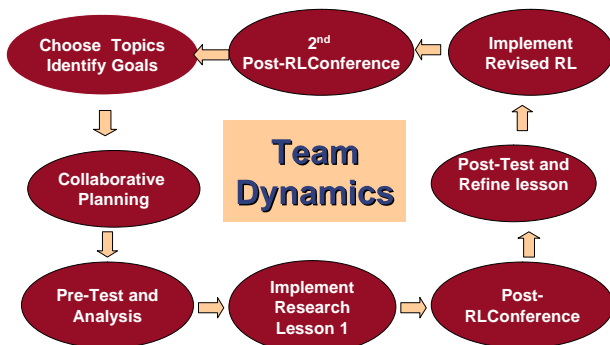 Choose Topics
Identify Goals
2nd
Post-RLConference
Implement
Revised RL
Collaborative
Planning
Team
Dynamics
Post-Test and
Refine lesson
Pre-Test and
Analysis
Implement
Research
Lesson 1
Post-
RLConference